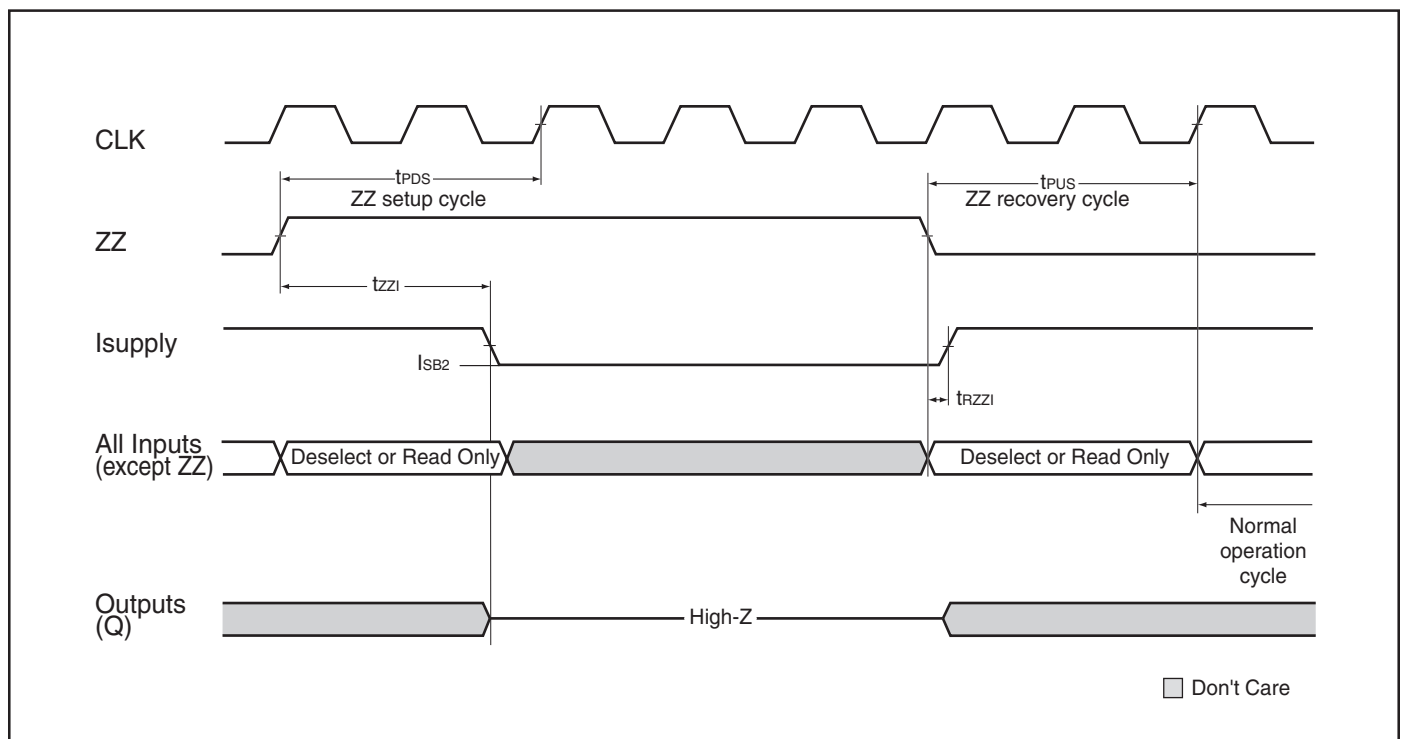 CLK
tPDS
ZZ setup cycle
tPUS
ZZ recovery cycle
ZZ
tZZI
Isupply
ISB2
tRZZI
All Inputs
(except ZZ)
Deselect or Read Only
Deselect or Read Only
Normal
operation
cycle
Outputs
(Q)
High-Z
Don't Care